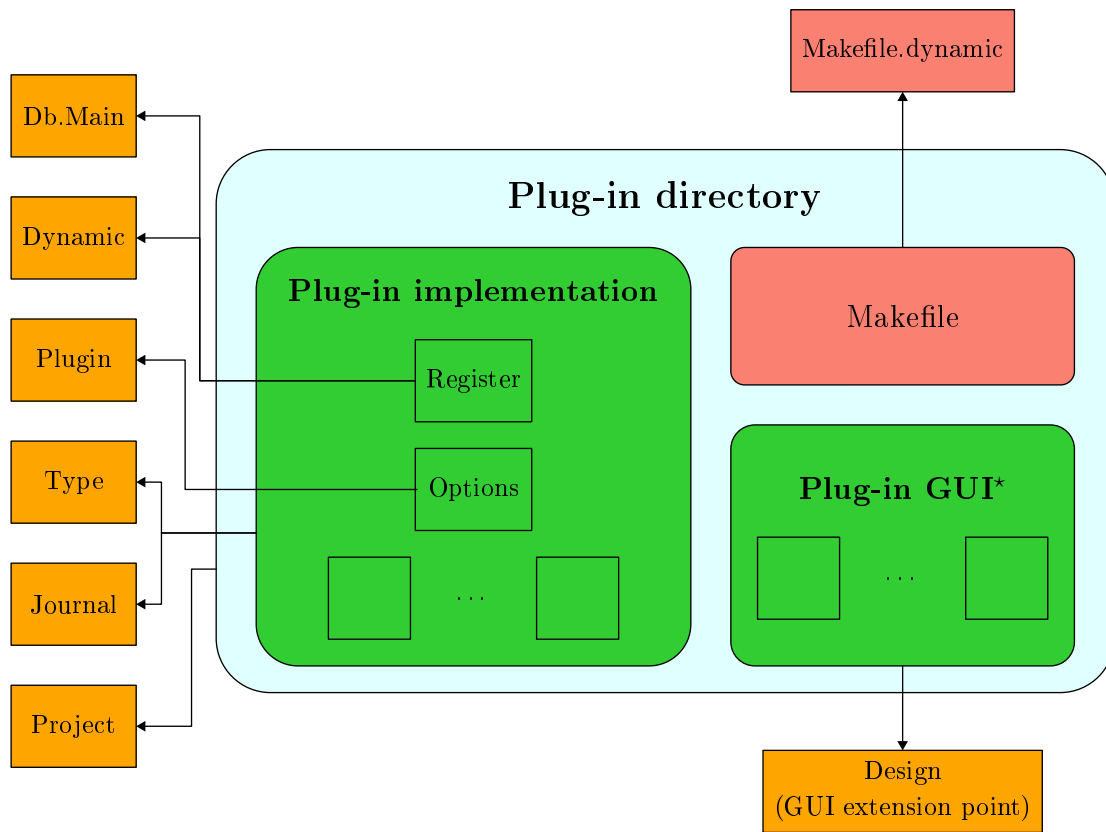 Makefile.dynamic
Db.Main
Plug-in directory
Dynamic
Plug-in implementation
Makefile
Plugin
Register
Type
Options
Plug-in GUI⋆
. . .
. . .
Journal
Project
Design
(GUI extension point)